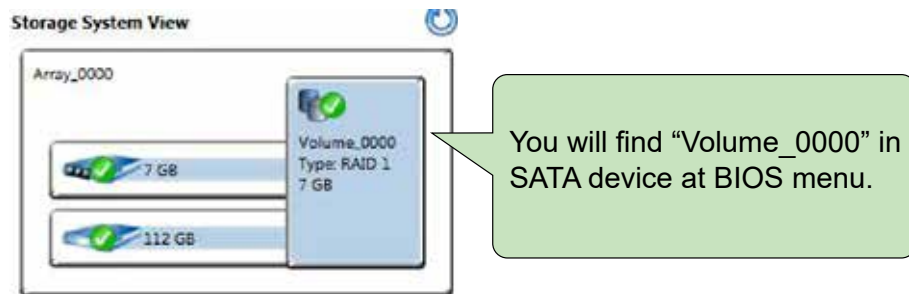 Storage System View
Array_0000
Volume_0000
Type: RAID 1
7 GB
7 GB
112 GB
You will find “Volume_0000” in
SATA device at BIOS menu.